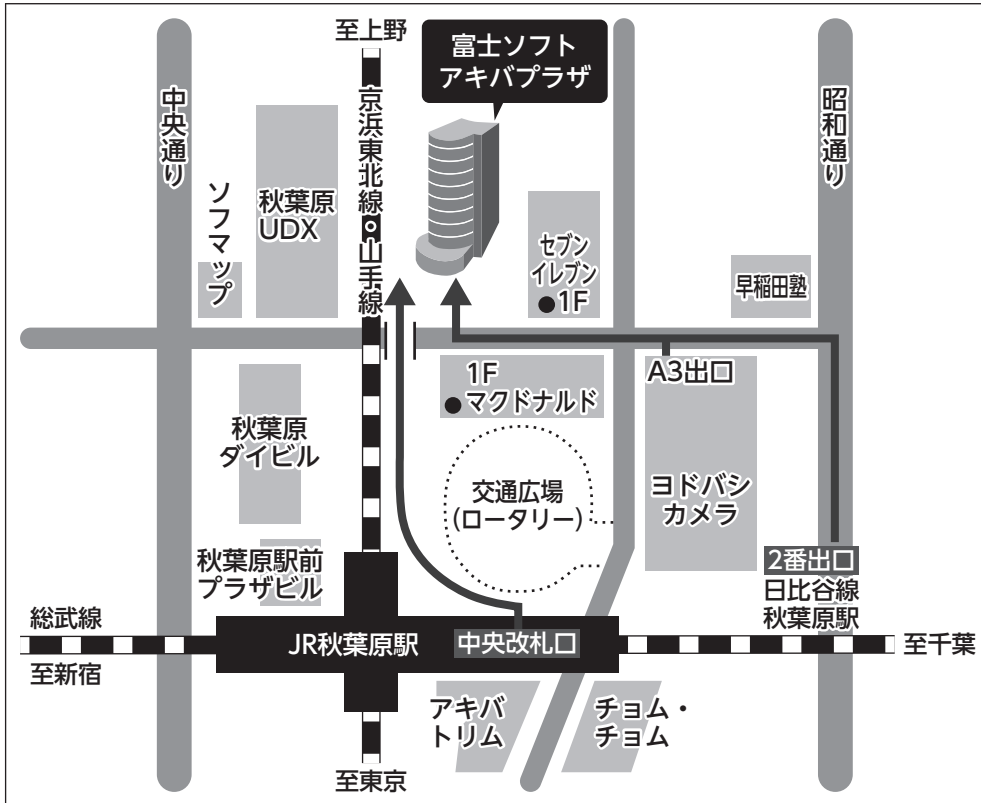 至上野
富士ソフト
アキバプラザ
中央通り
京浜東北線
山手線
昭和通り
ソフマップ
秋葉原
UDX
セブン
イレブン
●1F
早稲田塾
1F
●マクドナルド
A3出口
秋葉原
ダイビル
交通広場
(ロータリー)
ヨドバシ
カメラ
秋葉原駅前
プラザビル
2番出口
日比谷線
秋葉原駅
総武線
至新宿
JR秋葉原駅
中央改札口
至千葉
アキバ
トリム
チョム・
チョム
至東京